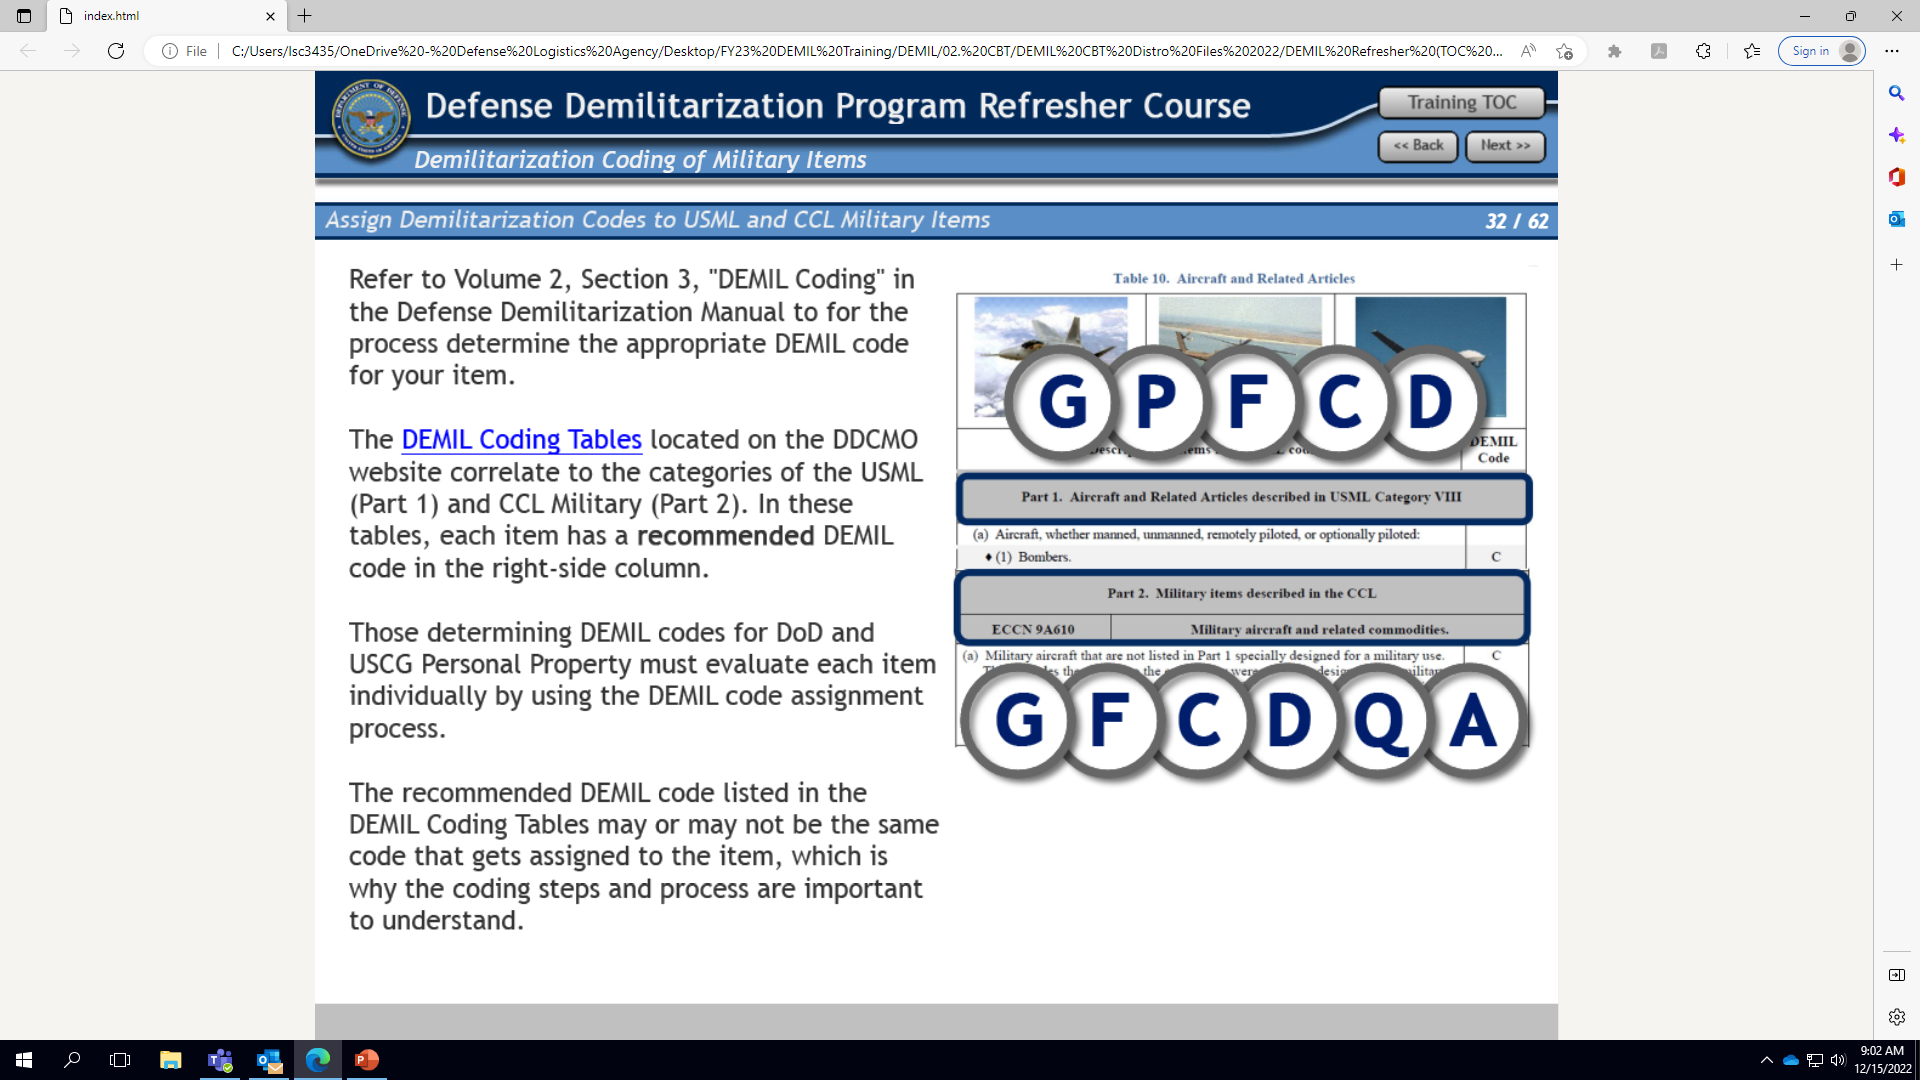 index.html
File
C:/Users/lsc3435/OneDrive%20-%20Defense%20Logistics%20Agency/Desktop/FY23%20DEMIL%20Training/DEMIL/02.%20CBT/DEMIL%20CBT%20Distro%20Files%202022/DEMIL%20Refresher%20(TOC%20...
Sign in
Defense Demilitarization Program Refresher Course
Training TOC
<< Back
Next >>
Demilitarization Coding of Military Items
Assign Demilitarization Codes to USML and CCL Military Items
32 / 62
Refer to Volume 2, Section 3, "DEMIL Coding" in
the Defense Demilitarization Manual to for the
process determine the appropriate DEMIL code
for your item.
The DEMIL Coding Tables located on the DDCMO
website correlate to the categories of the USML
(Part 1) and CCL Military (Part 2). In these
tables, each item has a recommended DEMIL
code in the right-side column.
Those determining DEMIL codes for DoD and
USCG Personal Property must evaluate each item
individually by using the DEMIL code assignment
process.
The recommended DEMIL code listed in the
DEMIL Coding Tables may or may not be the same
code that gets assigned to the item, which is
why the coding steps and process are important
to understand.
Table 10. Aircraft and Related Articles
G P F C D
DEMIL
Code
Part 1. Aircraft and Related Articles described in USML Category VIII
(a) Aircraft, whether manned, unmanned, remotely piloted, or optionally piloted:
♦ (1) Bombers. C
Part 2. Military items described in the CCL
ECCN 9A610 Military aircraft and related commodities.
(a) Military aircraft that are not listed in Part 1 specially designed for a military use. C
G F C D Q A
9:02 AM
12/15/2022